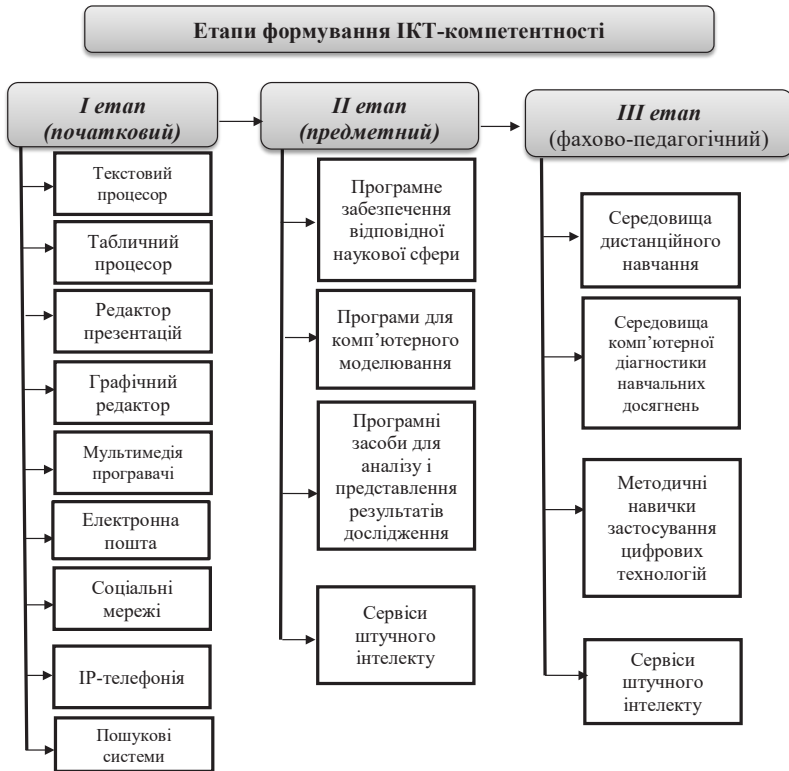 Етапи формування ІКТ-компетентності
І етап
(початковий)
Текстовий
процесор
Табличний
процесор
Редактор
презентацій
Графічний
редактор
Мультимедія
програвачі
Електронна
пошта
Соціальні
мережі
ІР-телефонія
Пошукові
системи
ІІ етап
(предметний)
Програмне
забезпечення
відповідної
наукової сфери
Програми для
комп’ютерного
моделювання
Програмні
засоби для
аналізу і
представлення
результатів
дослідження
Сервіси
штучного
інтелекту
ІІІ етап
(фахово-педагогічний)
Середовища
дистанційного
навчання
Середовища
комп’ютерної
діагностики
навчальних
досягнень
Методичні
навички
застосування
цифрових
технологій
Сервіси
штучного
інтелекту